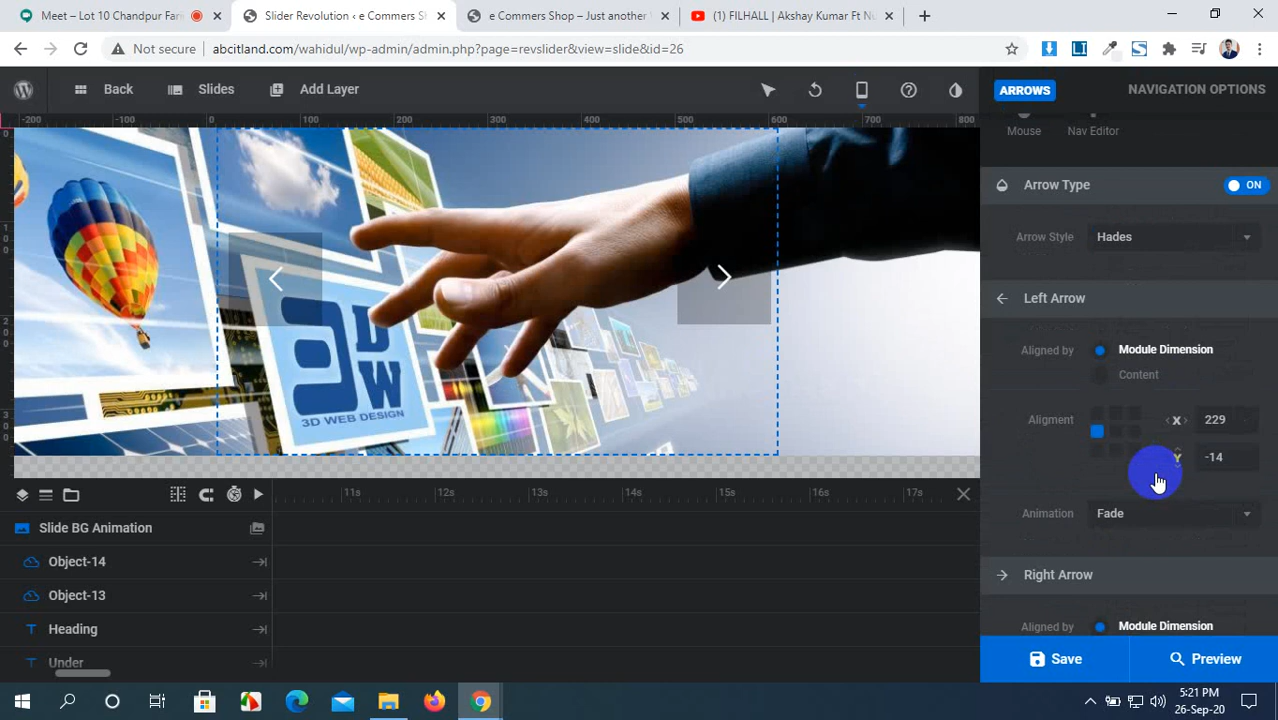 Meet – Lot 10 Chandpur Fari
Slider Revolution ‹ e Commers S
e Commers Shop – Just another
(1) FILHALL | Akshay Kumar Ft Nu
Not secure
abcitland.com/wahidul/wp-admin/admin.php?page=revslider&view=slide&id=26
Back
Slides
Add Layer
ARROWS
NAVIGATION OPTIONS
-200
-100
0
100
200
300
400
500
600
700
800
Mouse
Nav Editor
Arrow Type
ON
Arrow Style
Hades
Left Arrow
Aligned by
Module Dimension
Content
Aligment
X
229
Y
-14
Animation
Fade
Right Arrow
Aligned by
Module Dimension
Save
Preview
3D WEB DESIGN
11s
12s
13s
14s
15s
16s
17s
Slide BG Animation
Object-14
Object-13
Heading
Under
5:21 PM
26-Sep-20